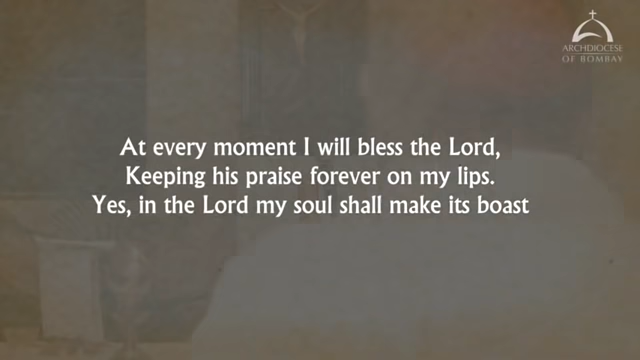 ARCHDIOCESE
OF BOMBAY
At every moment I will bless the Lord,
Keeping his praise forever on my lips.
Yes, in the Lord my soul shall make its boast